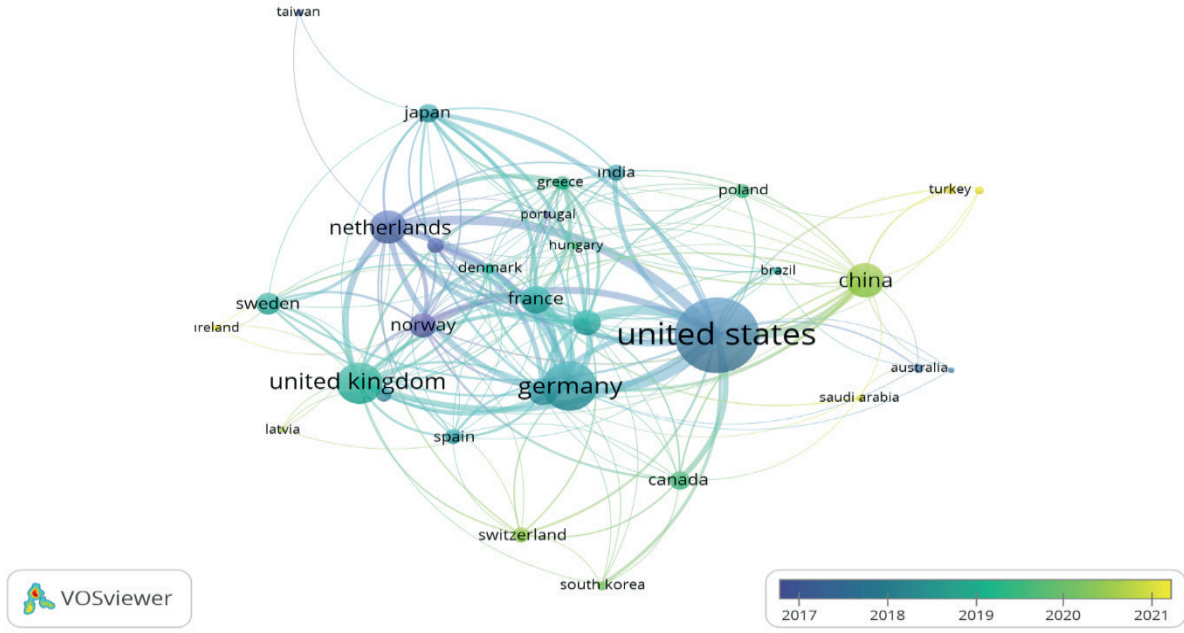 taiwan
japan
india
greece
poland
turkey
portugal
netherlands
hungary
denmark
brazil
china
france
sweden
norway
ıreland
united states
australia
united kingdom
germany
saudi arabia
latvia
spain
canada
switzerland
south korea
VOSviewer
2017 2018 2019 2020 2021